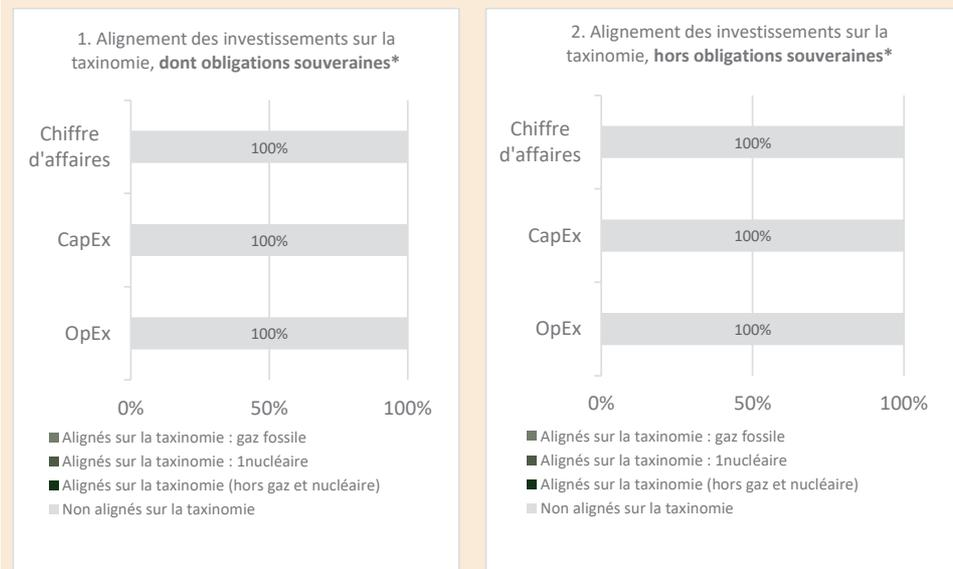 1. Alignement des investissements sur la
taxinomie, dont obligations souveraines*
Chiffre
d'affaires
100%
CapEx
100%
OpEx
100%
0%
50%
100%
Alignés sur la taxinomie : gaz fossile
Alignés sur la taxinomie : 1nucléaire
Alignés sur la taxinomie (hors gaz et nucléaire)
Non alignés sur la taxinomie
2. Alignement des investissements sur la
taxinomie, hors obligations souveraines*
Chiffre
d'affaires
100%
CapEx
100%
OpEx
100%
0%
50%
100%
Alignés sur la taxinomie : gaz fossile
Alignés sur la taxinomie : 1nucléaire
Alignés sur la taxinomie (hors gaz et nucléaire)
Non alignés sur la taxinomie